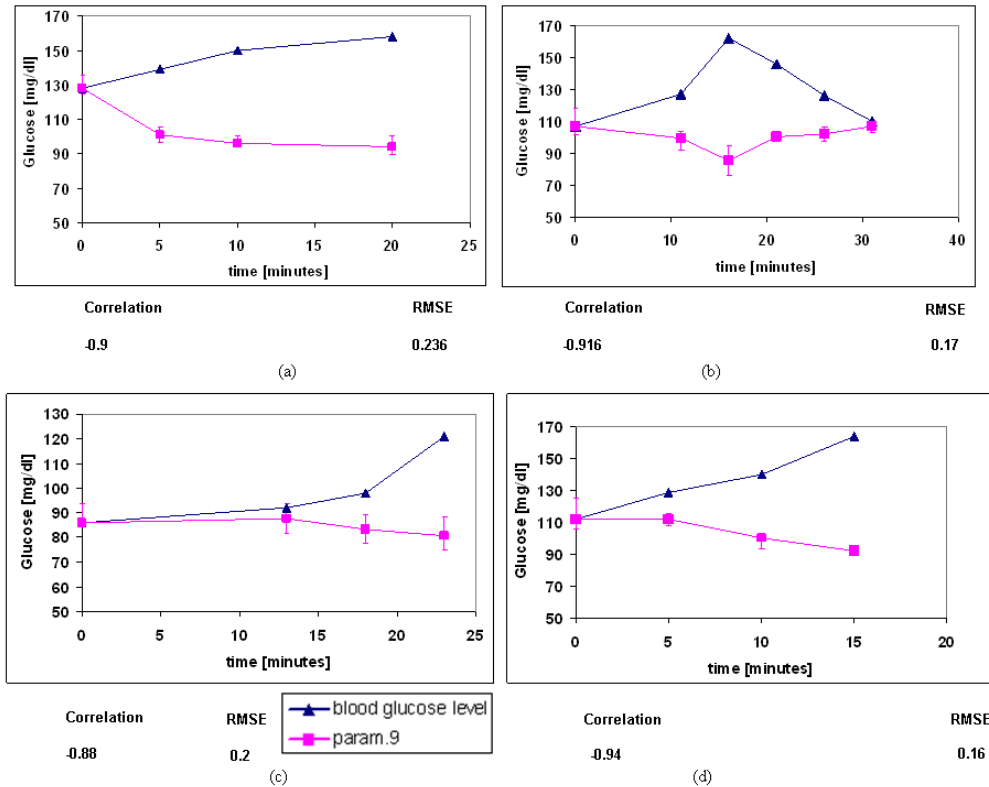 170
150
130
110
90
70
50
Glucose [mg/dl]
0 5 10 15 20 25
time [minutes]
Correlation RMSE
-0.9 0.236
(a)
170
150
130
110
90
70
50
Glucose [mg/dl]
0 10 20 30 40
time [minutes]
Correlation RMSE
-0.916 0.17
(b)
130
120
110
100
90
80
70
60
50
Glucose [mg/dl]
0 5 10 15 20 25
time [minutes]
Correlation RMSE
-0.88 0.2
(c)
blood glucose level
param.9
170
150
130
110
90
70
50
Glucose [mg/dl]
0 5 10 15 20
time [minutes]
Correlation RMSE
-0.94 0.16
(d)